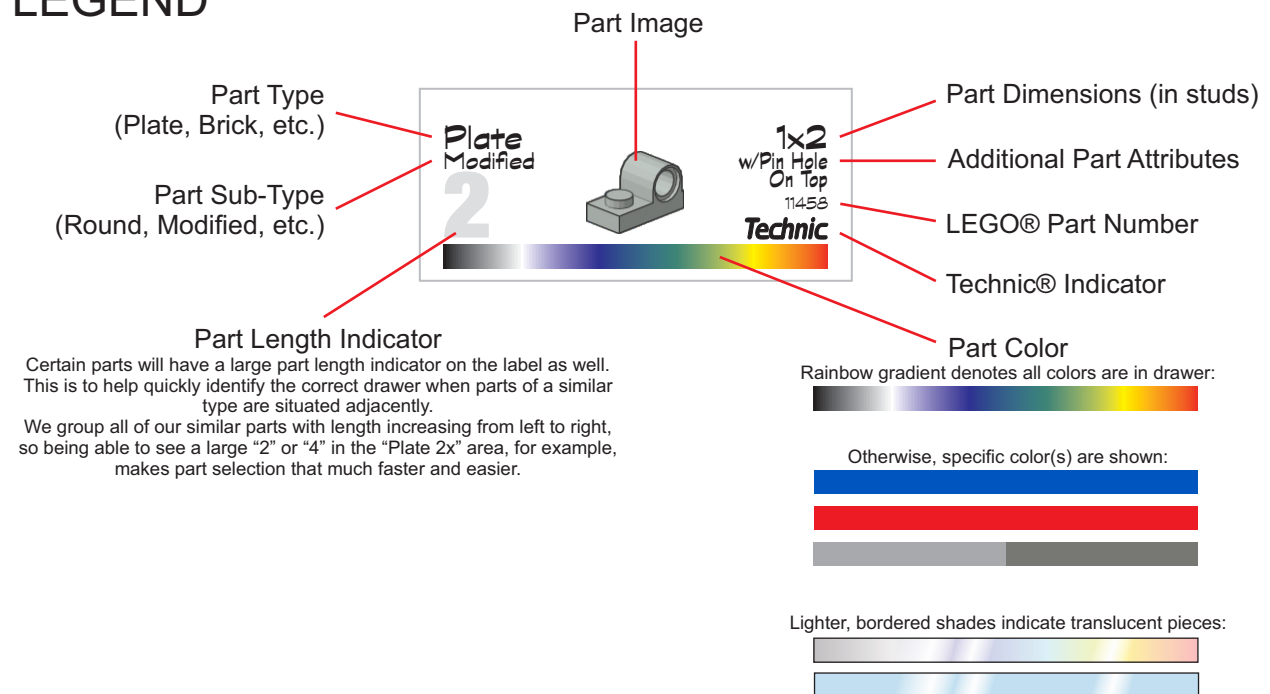 LEGEND
Part Image
Part Type
(Plate, Brick, etc.)
Part Sub-Type
(Round, Modified, etc.)
Plate
Modified
2
1x2
w/Pin Hole
On Top
11458
Technic
Part Dimensions (in studs)
Additional Part Attributes
LEGO® Part Number
Technic® Indicator
Part Length Indicator
Certain parts will have a large part length indicator on the label as well.
This is to help quickly identify the correct drawer when parts of a similar
type are situated adjacently.
We group all of our similar parts with length increasing from left to right,
so being able to see a large “2” or “4” in the “Plate 2x” area, for example,
makes part selection that much faster and easier.
Part Color
Rainbow gradient denotes all colors are in drawer:
Otherwise, specific color(s) are shown:
Lighter, bordered shades indicate translucent pieces: